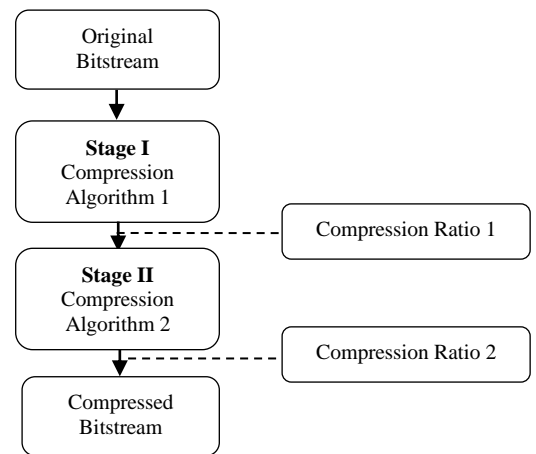 Original
Bitstream
Stage I
Compression
Algorithm 1
Compression Ratio 1
Stage II
Compression
Algorithm 2
Compression Ratio 2
Compressed
Bitstream